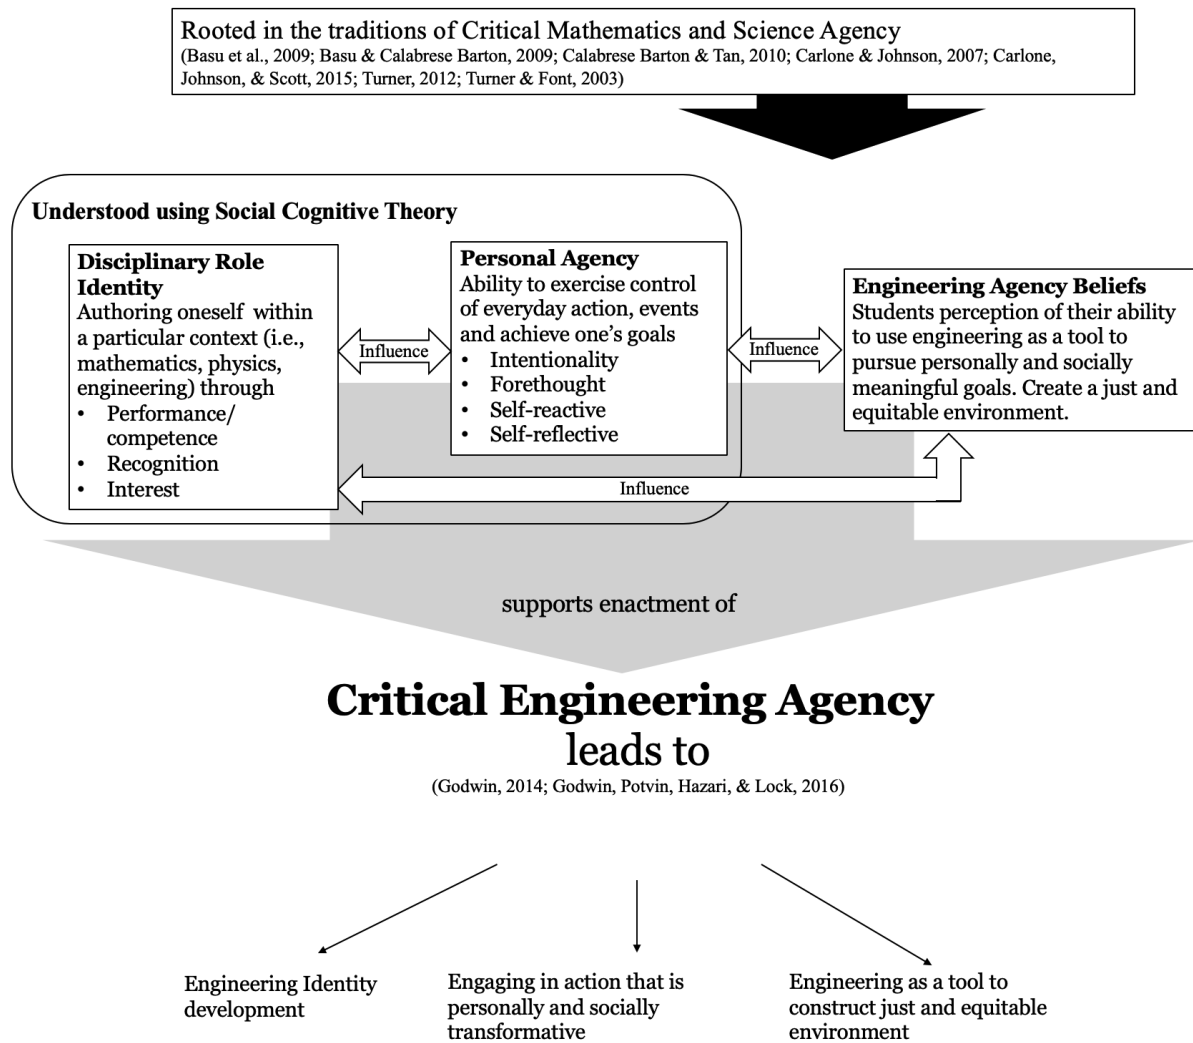 Rooted in the traditions of Critical Mathematics and Science Agency
(Basu et al., 2009; Basu & Calabrese Barton, 2009; Calabrese Barton & Tan, 2010; Carlone & Johnson, 2007; Carlone,
Johnson, & Scott, 2015; Turner, 2012; Turner & Font, 2003)
Understood using Social Cognitive Theory
Disciplinary Role
Identity
Authoring oneself within
a particular context (i.e.,
mathematics, physics,
engineering) through
• Performance/
competence
• Recognition
• Interest
Influence
Personal Agency
Ability to exercise control
of everyday action, events
and achieve one's goals
• Intentionality
• Forethought
• Self-reactive
• Self-reflective
Influence
Engineering Agency Beliefs
Students perception of their ability
to use engineering as a tool to
pursue personally and socially
meaningful goals. Create a just and
equitable environment.
Influence
supports enactment of
Critical Engineering Agency
leads to
(Godwin, 2014; Godwin, Potvin, Hazari, & Lock, 2016)
Engineering Identity
development
Engaging in action that is
personally and socially
transformative
Engineering as a tool to
construct just and equitable
environment